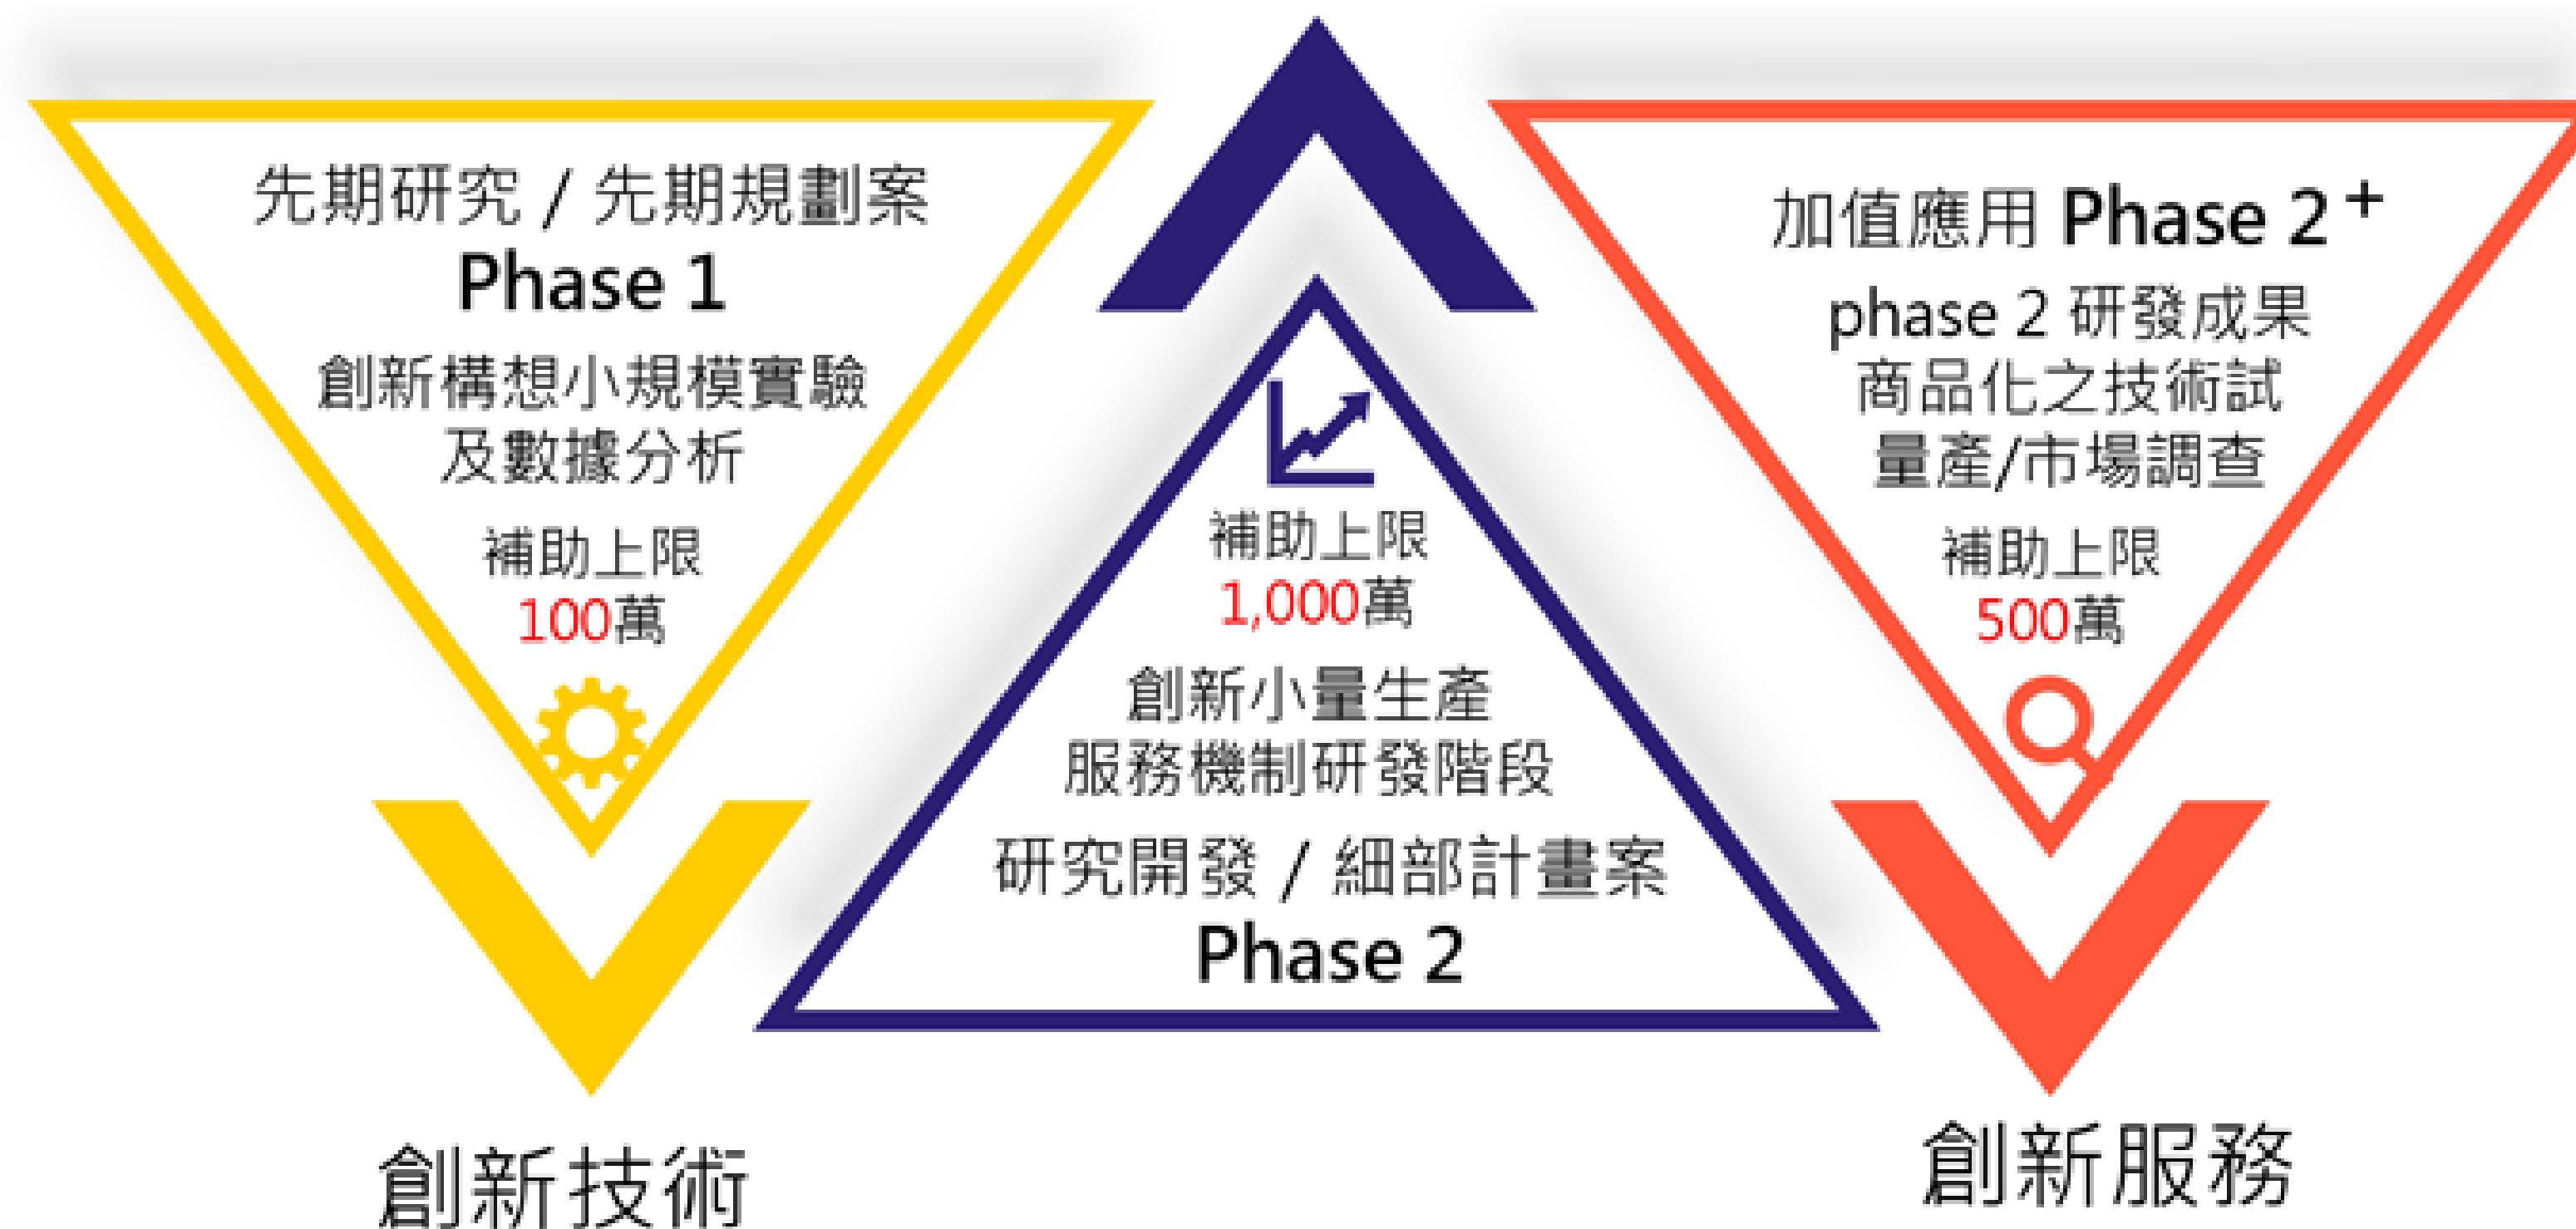 先期研究 / 先期規劃案
Phase 1
創新構想小規模實驗
及數據分析
補助上限
100萬
創新技術
補助上限
1,000萬
創新小量生產
服務機制研發階段
研究開發 / 細部計畫案
Phase 2
加值應用 Phase 2+
phase 2 研發成果
商品化之技術試
量產/市場調查
補助上限
500萬
創新服務